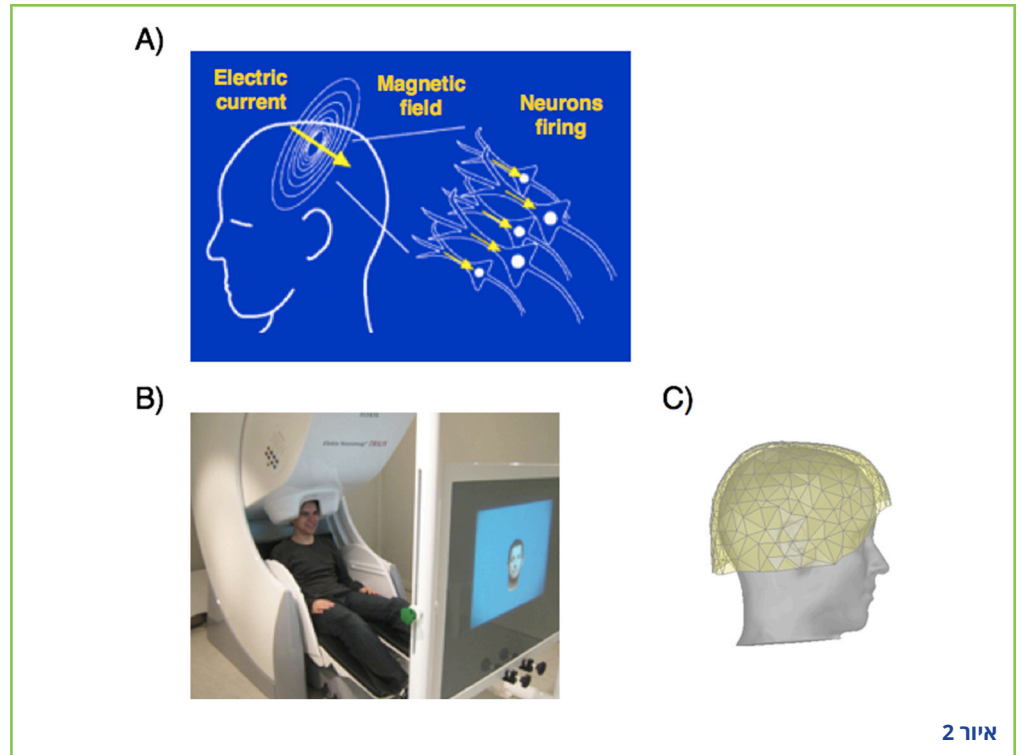 A)
Electric
current
Magnetic
field
Neurons
firing
B)
C)
איור 2